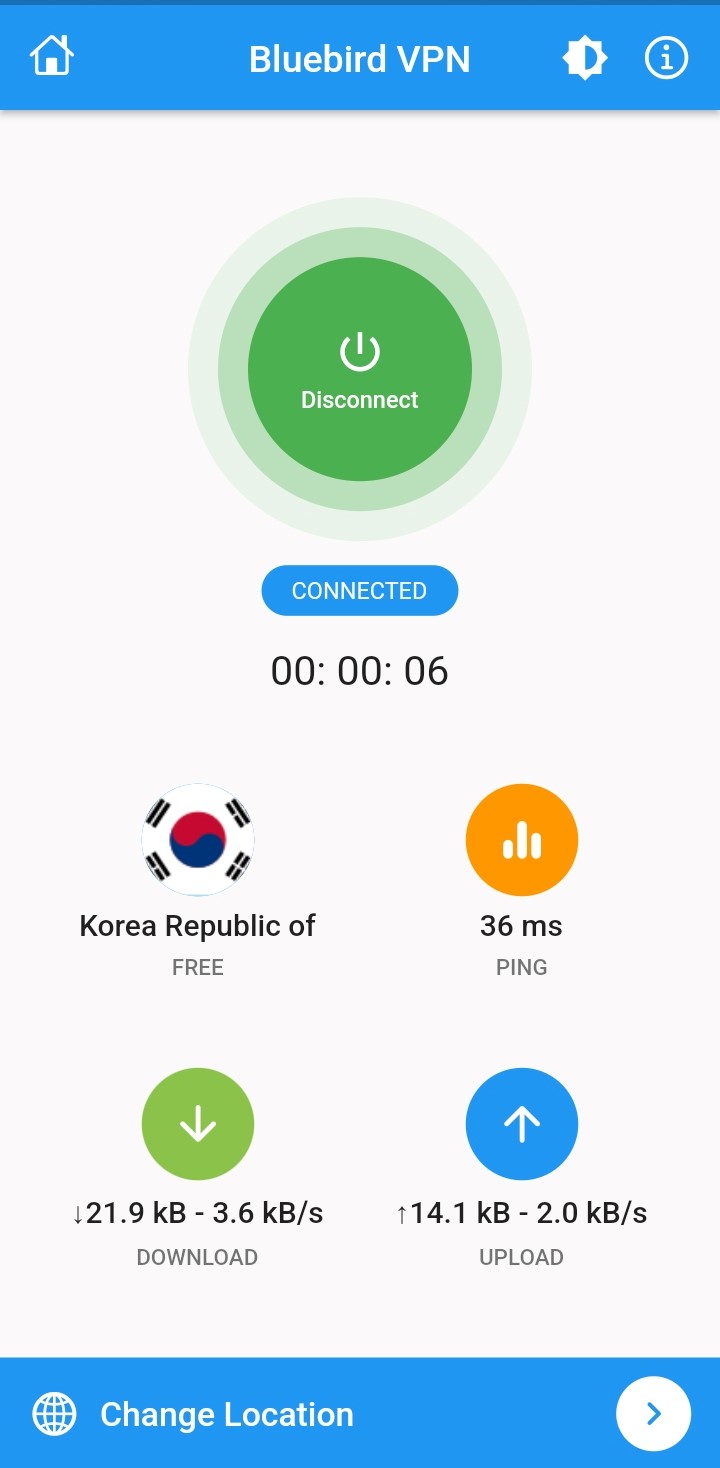 Bluebird VPN
Disconnect
CONNECTED
00: 00: 06
Korea Republic of
FREE
36 ms
PING
↓21.9 kB - 3.6 kB/s
DOWNLOAD
↑14.1 kB - 2.0 kB/s
UPLOAD
Change Location